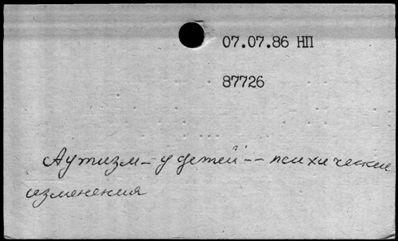 07.07.86 НП
87726
Аутизм – у детей -- психические
изменения